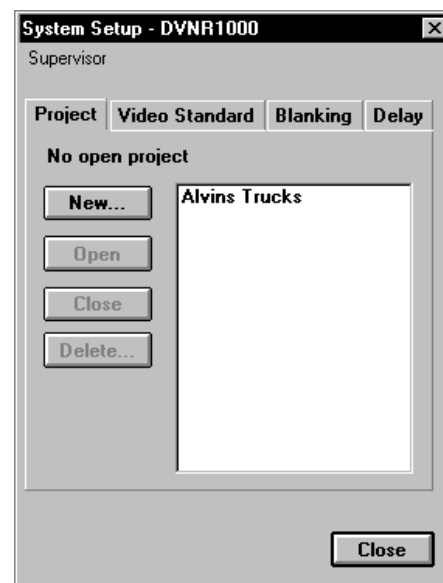 System Setup - DVNR1000
Supervisor
Project
Video Standard
Blanking
Delay
No open project
New...
Alvins Trucks
Open
Close
Delete...
Close